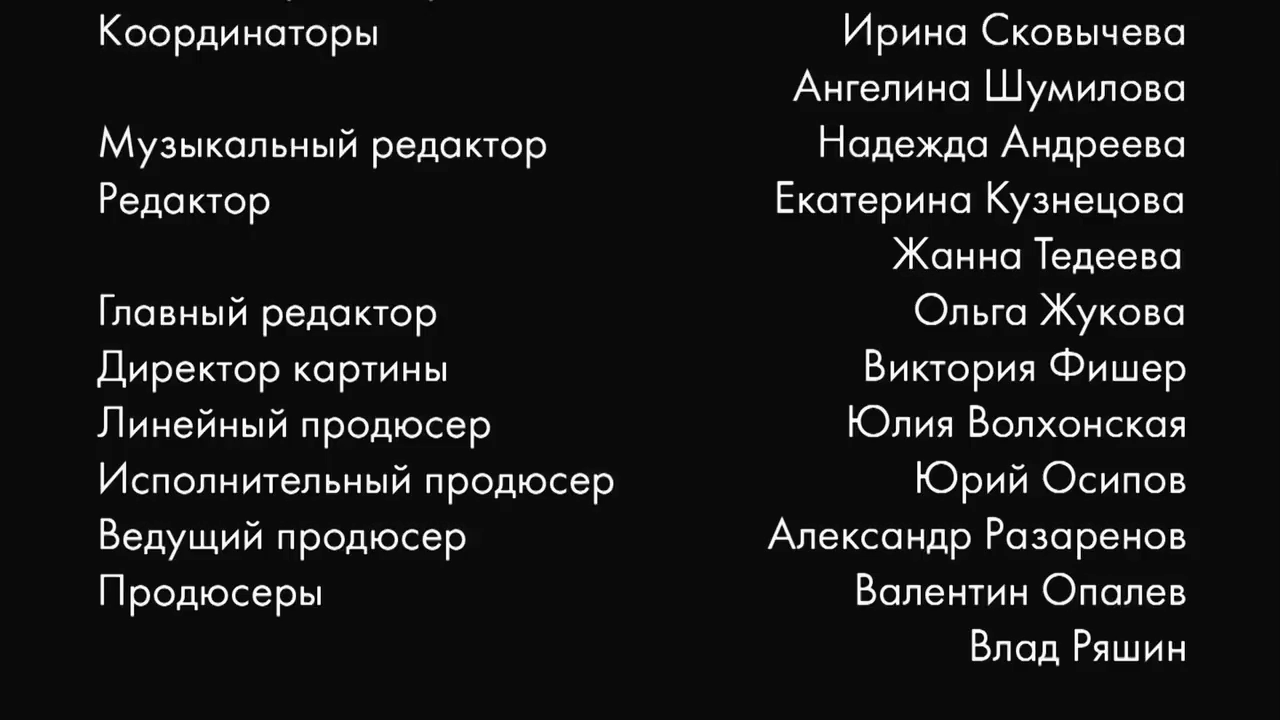 Координаторы Ирина Сковычева
Ангелина Шумилова
Музыкальный редактор Надежда Андреева
Редактор Екатерина Кузнецова
Жанна Тедеева
Главный редактор Ольга Жукова
Директор картины Виктория Фишер
Линейный продюсер Юлия Волхонская
Исполнительный продюсер Юрий Осипов
Ведущий продюсер Александр Разаренов
Продюсеры Валентин Опалев
Влад Ряшин